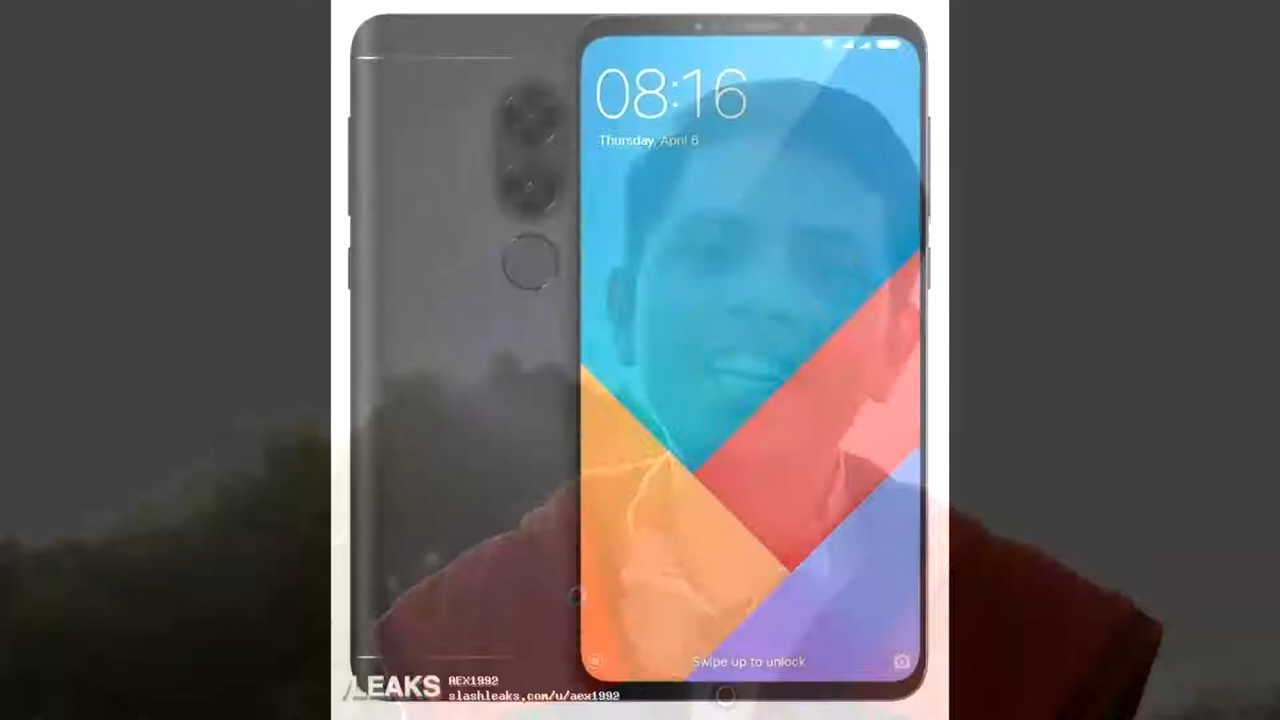 08:16
Thursday, April 6
Swipe up to unlock
/LEAKS
AEX1992
slashleaks.com/u/aex1992